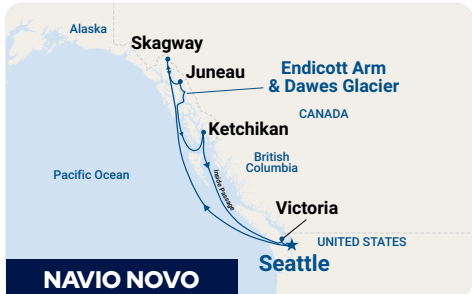 Alaska
Skagway
Juneau
Endicott Arm
& Dawes Glacier
CANADA
Ketchikan
British
Columbia
Pacific Ocean
Inside Passage
Victoria
UNITED STATES
Seattle
NAVIO NOVO